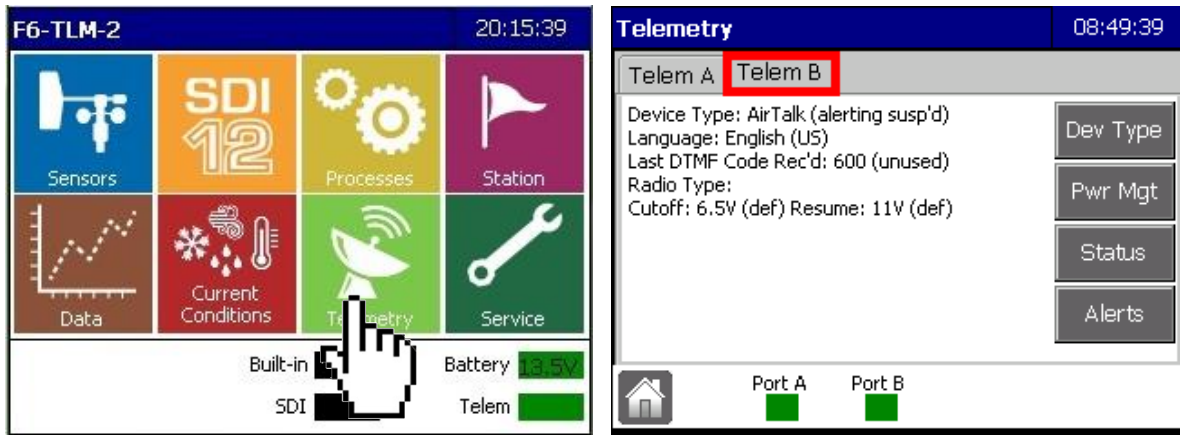 F6-TLM-2 20:15:39
SDI
12
Sensors Processes Station
Current
Data Conditions Telemetry Service
Built-in Battery 13.5V
SDI Telem
Telemetry 08:49:39
Telem A Telem B
Device Type: AirTalk (alerting susp'd)
Language: English (US)
Last DTMF Code Rec'd: 600 (unused)
Radio Type:
Cutoff: 6.5V (def) Resume: 11V (def)
Dev Type
Pwr Mgt
Status
Alerts
Port A Port B